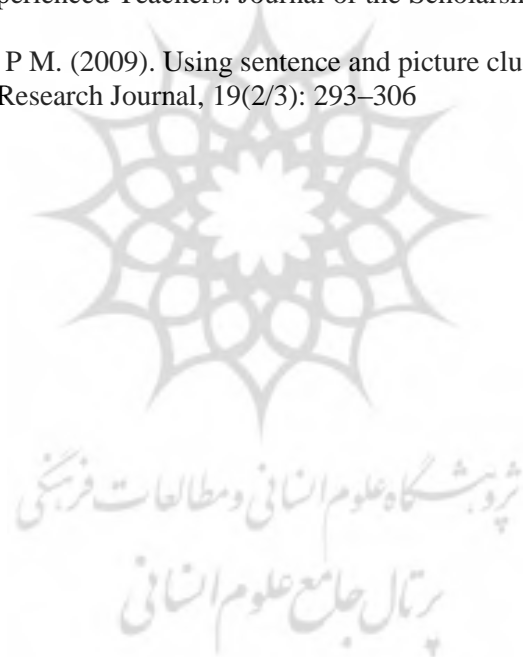 perienced Teachers. Journal of the Scholarsh
P M. (2009). Using sentence and picture clu
Research Journal, 19(2/3): 293–306
پژوهشگاه علوم انسانی و مطالعات فرهنگی
پرتال جامع علوم انسانی